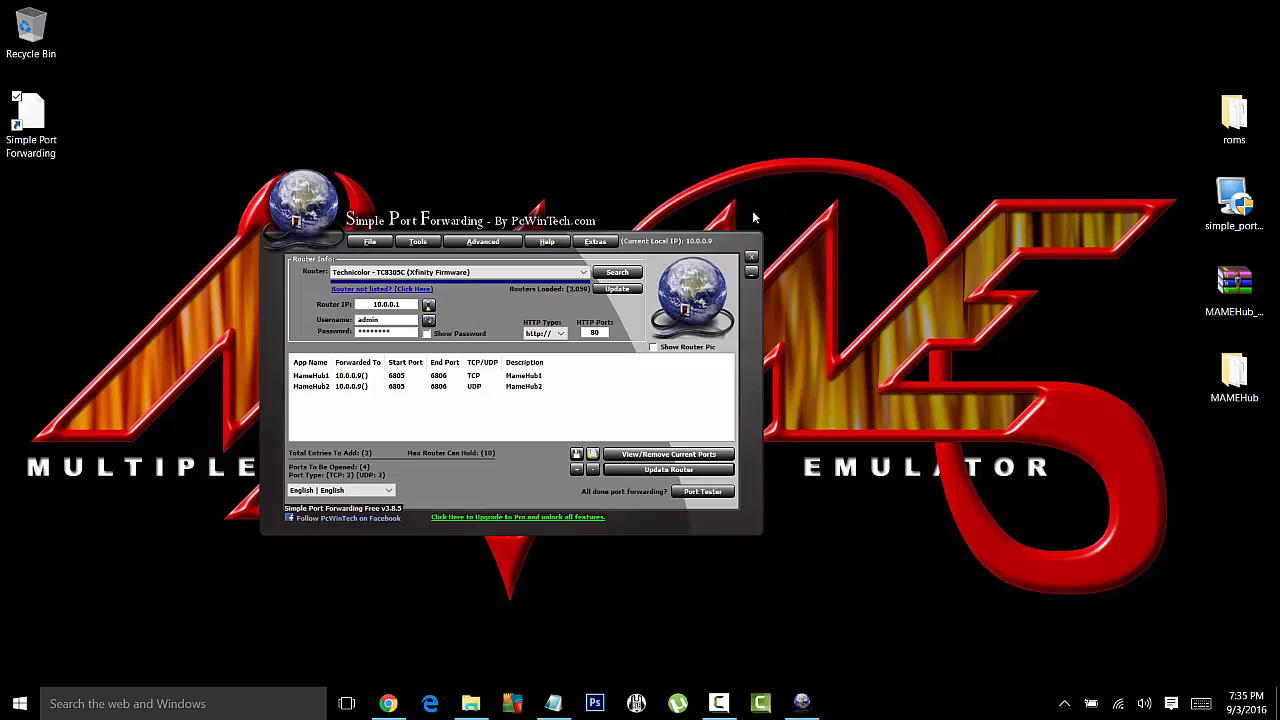 Recycle Bin
Simple Port
Forwarding
roms
simple_port...
MAMEHub_...
MAMEHub
MULTIPLE
EMULATOR
Simple Port Forwarding - By PcWinTech.com
File
Tools
Advanced
Help
Extras
(Current Local IP): 10.0.0.9
x
_
Router Info:
Router:
Technicolor - TC8305C (Xfinity Firmware)
Search
Router not listed? (Click Here)
Routers Loaded: (3,059)
Update
Router IP:
10.0.0.1
Username:
admin
Password:
********
Show Password
HTTP Type:
HTTP Port:
http://
80
Show Router Pic
App Name Forwarded To Start Port End Port TCP/UDP Description
MameHub1 10.0.0.9() 6805 6806 TCP MameHub1
MameHub2 10.0.0.9() 6805 6806 UDP MameHub2
Total Entries To Add: (2)
Max Router Can Hold: (10)
View/Remove Current Ports
Ports To Be Opened: (4)
Port Type: (TCP: 2) (UDP: 2)
+
-
Update Router
English | English
All done port forwarding?
Port Tester
Simple Port Forwarding Free v3.8.5
Follow PcWinTech on Facebook
Click Here to Upgrade to Pro and unlock all features.
Search the web and Windows
Ps
7:35 PM
9/3/2016